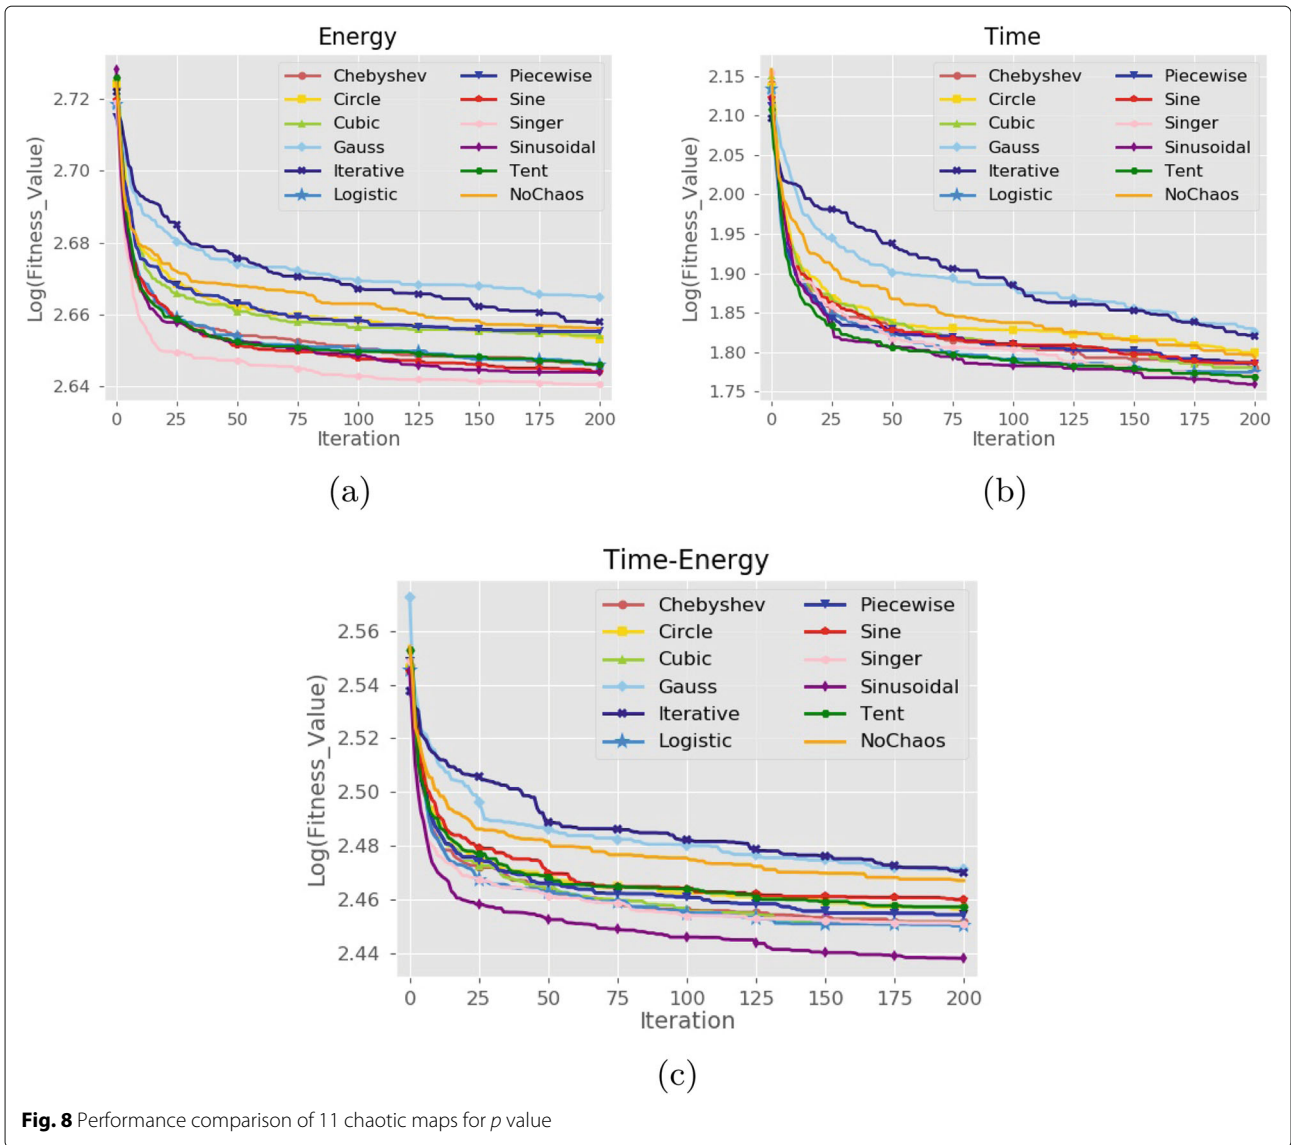 Energy
Log(Fitness_Value)
2.72
2.70
2.68
2.66
2.64
Chebyshev
Circle
Cubic
Gauss
Iterative
Logistic
Piecewise
Sine
Singer
Sinusoidal
Tent
NoChaos
0 25 50 75 100 125 150 175 200
Iteration
(a)
Time
Log(Fitness_Value)
2.15
2.10
2.05
2.00
1.95
1.90
1.85
1.80
1.75
Chebyshev
Circle
Cubic
Gauss
Iterative
Logistic
Piecewise
Sine
Singer
Sinusoidal
Tent
NoChaos
0 25 50 75 100 125 150 175 200
Iteration
(b)
Time-Energy
Log(Fitness_Value)
2.56
2.54
2.52
2.50
2.48
2.46
2.44
Chebyshev
Circle
Cubic
Gauss
Iterative
Logistic
Piecewise
Sine
Singer
Sinusoidal
Tent
NoChaos
0 25 50 75 100 125 150 175 200
Iteration
(c)
Fig. 8 Performance comparison of 11 chaotic maps for p value